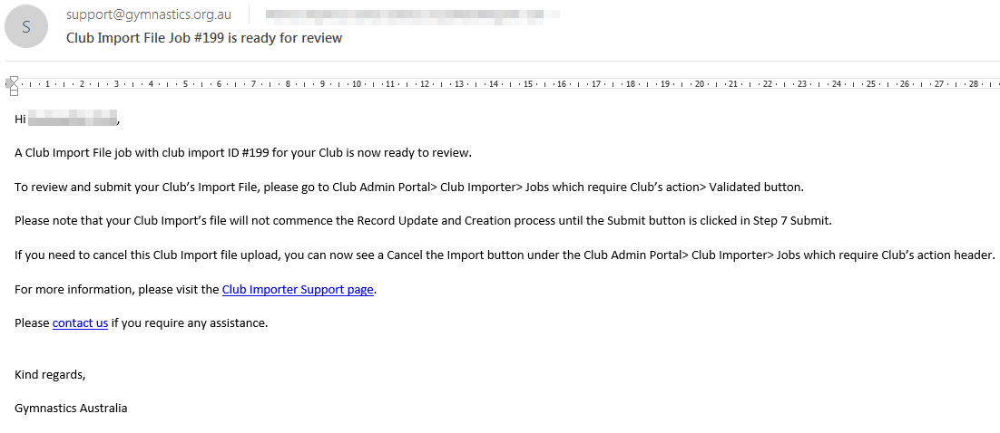 S
support@gymnastics.org.au
Club Import File Job #199 is ready for review
1 2 3 4 5 6 7 8 9 10 11 12 13 14 15 16 17 18 19 20 21 22 23 24 25 26 27 28
Hi ,
A Club Import File job with club import ID #199 for your Club is now ready to review.
To review and submit your Club’s Import File, please go to Club Admin Portal> Club Importer> Jobs which require Club’s action> Validated button.
Please note that your Club Import’s file will not commence the Record Update and Creation process until the Submit button is clicked in Step 7 Submit.
If you need to cancel this Club Import file upload, you can now see a Cancel the Import button under the Club Admin Portal> Club Importer> Jobs which require Club’s action header.
For more information, please visit the Club Importer Support page.
Please contact us if you require any assistance.
Kind regards,
Gymnastics Australia